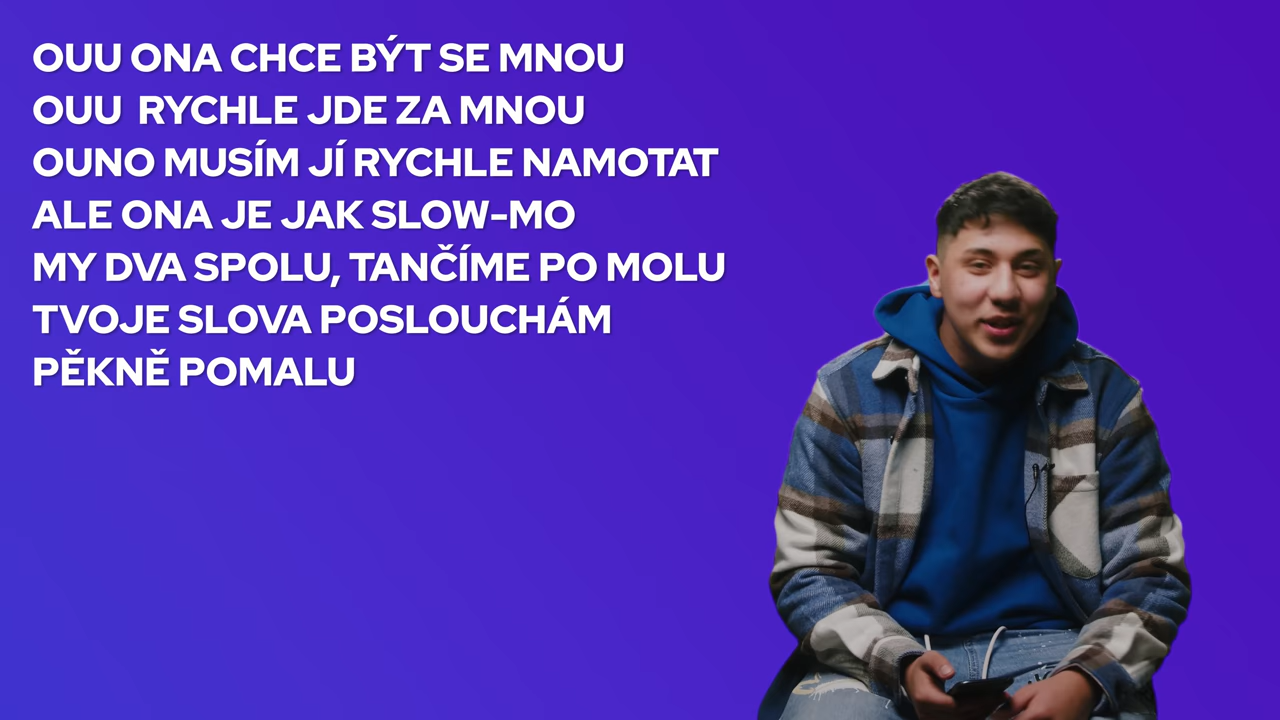 OUU ONA CHCE BÝT SE MNOU
OUU  RYCHLE JDE ZA MNOU
OUNO MUSÍM JÍ RYCHLE NAMOTAT
ALE ONA JE JAK SLOW-MO
MY DVA SPOLU, TANČÍME PO MOLU
TVOJE SLOVA POSLOUCHÁM
PĚKNĚ POMALU